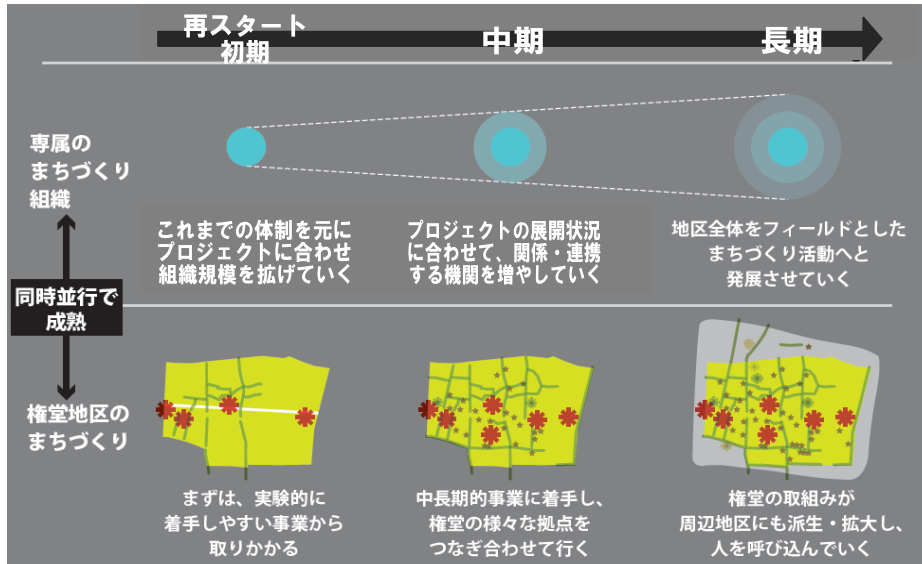 再スタート
初期
中期
長期
専属の
まちづくり
組織
これまでの体制を元に
プロジェクトに合わせ
組織規模を拡げていく
プロジェクトの展開状況
に合わせて、関係・連携
する機関を増やしていく
地区全体をフィールドとした
まちづくり活動へと
発展させていく
同時並行で
成熟
権堂地区の
まちづくり
まずは、実験的に
着手しやすい事業から
取りかかる
中長期的事業に着手し、
権堂の様々な拠点を
つなぎ合わせて行く
権堂の取組みが
周辺地区にも派生・拡大し、
人を呼び込んでいく